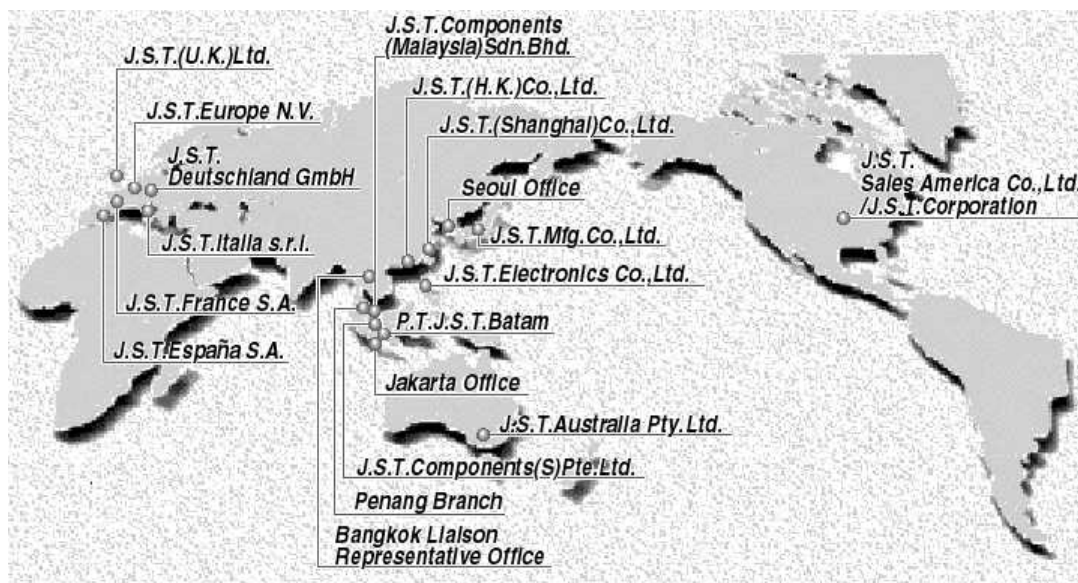 J.S.T.Components
(Malaysia)Sdn.Bhd.
J.S.T.(U.K.)Ltd.
J.S.T.(H.K.)Co.,Ltd.
J.S.T.Europe N.V.
J.S.T.(Shanghai)Co.,Ltd.
J.S.T.
Deutschland GmbH
J.S.T.
Sales America Co.,Ltd.
/J.S.T.Corporation
Seoul Office
J.S.T.Mfg.Co.,Ltd.
J.S.T.Italia s.r.l.
J.S.T.Electronics Co.,Ltd.
J.S.T.France S.A.
P.T.J.S.T.Batam
J.S.T.España S.A.
Jakarta Office
J.S.T.Australia Pty.Ltd.
J.S.T.Components(S)Pte.Ltd.
Penang Branch
Bangkok Liaison
Representative Office